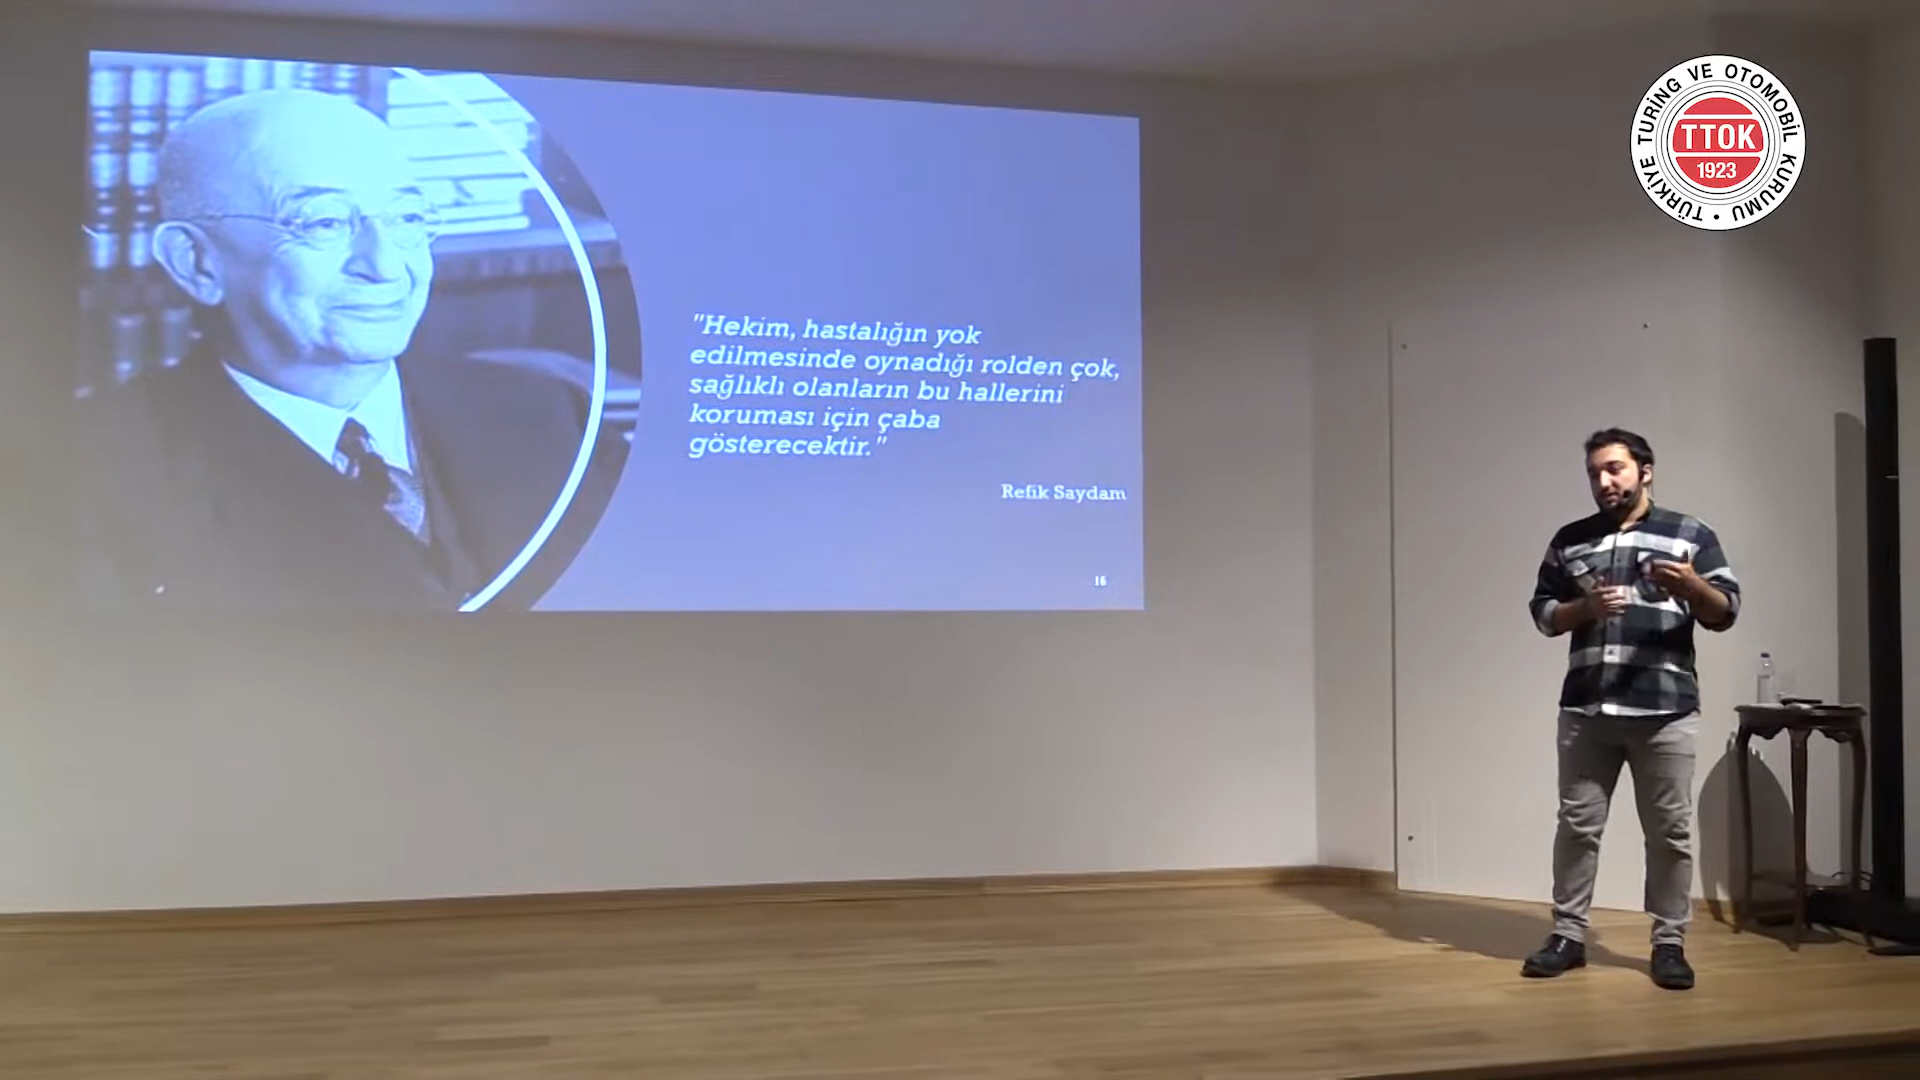 "Hekim, hastalığın yok
edilmesinde oynadığı rolden çok,
sağlıklı olanların bu hallerini
koruması için çaba
gösterecektir."
Refik Saydam
16
TÜRKİYE TURİNG VE OTOMOBİL KURUMU •
TTOK
1923